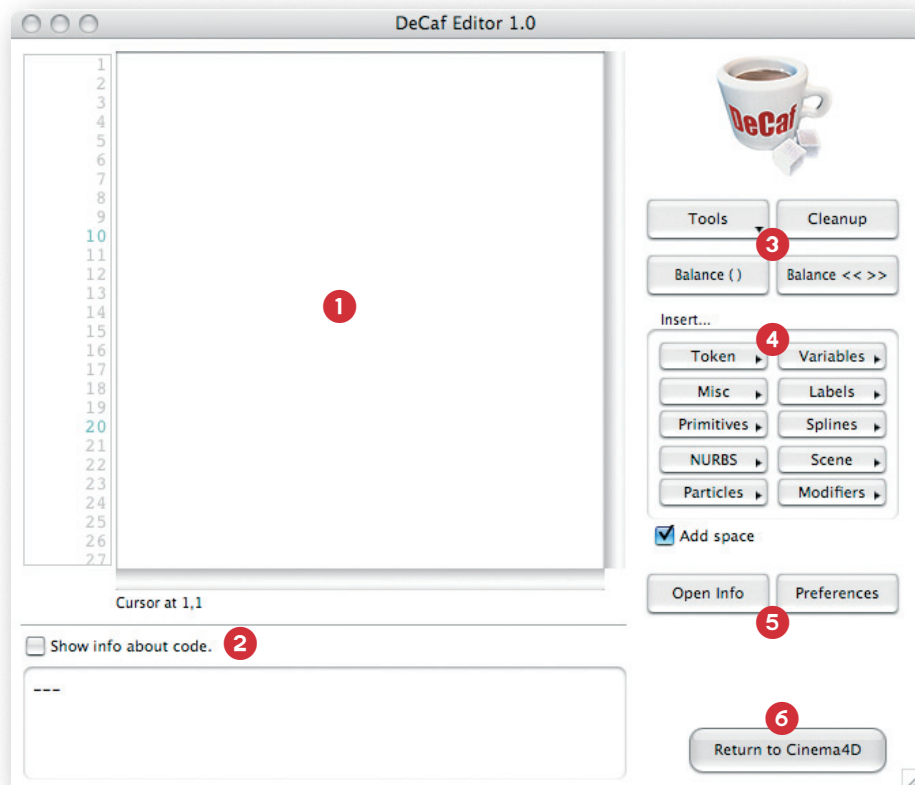 DeCaf Editor 1.0
1
2
3
4
5
6
7
8
9
10
11
12
13
14
15
16
17
18
19
20
21
22
23
24
25
26
27
1
Cursor at 1,1
Show info about code. 2
---
DeCaf
Tools Cleanup
3
Balance ( ) Balance << >>
Insert...
4
Token Variables
Misc Labels
Primitives Splines
NURBS Scene
Particles Modifiers
Add space
Open Info Preferences
5
6
Return to Cinema4D